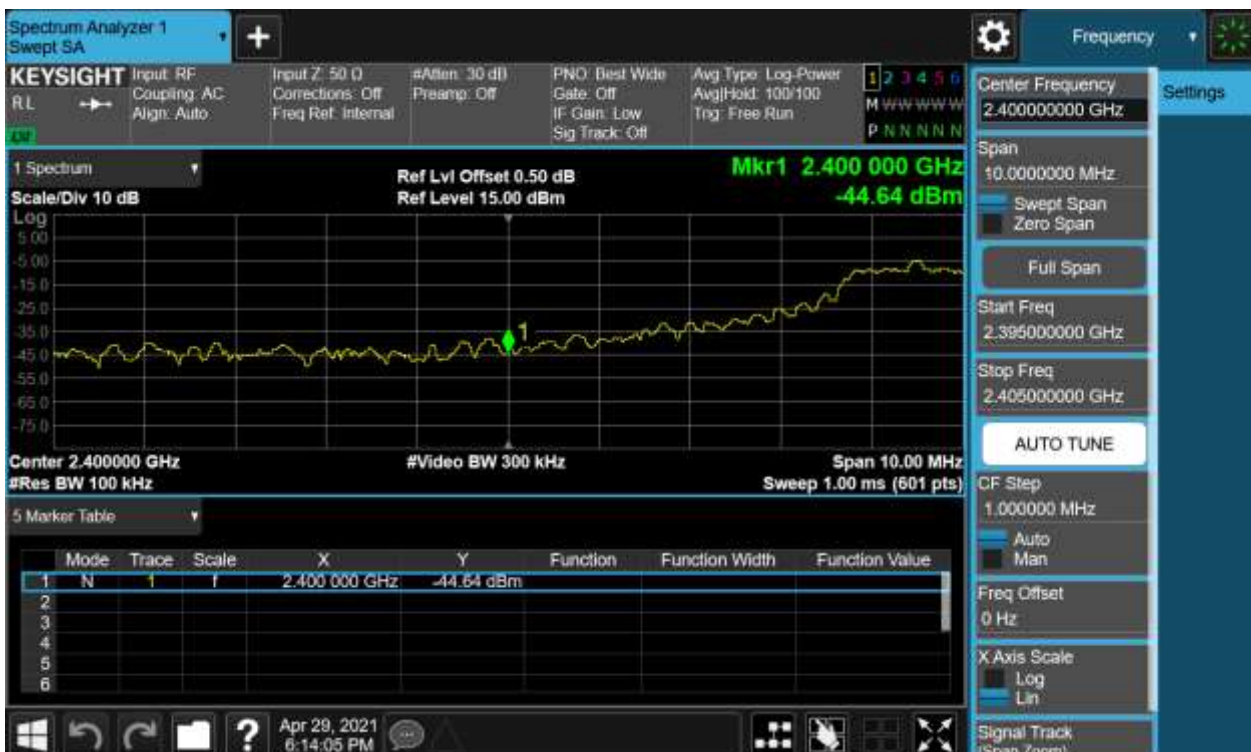 Spectrum Analyzer 1
Swept SA
Frequency
KEYSIGHT
RL
Input: RF
Coupling: AC
Align: Auto
Input Z: 50 Ω
Corrections: Off
Freq Ref: Internal
#Atten: 30 dB
Preamp: Off
PNO: Best Wide
Gate: Off
IF Gain: Low
Sig Track: Off
Avg Type: Log-Power
Avg|Hold: 100/100
Trig: Free Run
1 2 3 4 5 6
M W W W W W
P N N N N N
1 Spectrum
Scale/Div 10 dB
Ref Lvl Offset 0.50 dB
Ref Level 15.00 dBm
Mkr1 2.400 000 GHz
-44.64 dBm
Log
5.00
-5.00
-15.0
-25.0
-35.0
-45.0
-55.0
-65.0
-75.0
1
Center 2.400000 GHz
#Res BW 100 kHz
#Video BW 300 kHz
Span 10.00 MHz
Sweep 1.00 ms (601 pts)
5 Marker Table
Mode Trace Scale X Y Function Function Width Function Value
1 N 1 f 2.400 000 GHz -44.64 dBm
2
3
4
5
6
?
Apr 29, 2021
6:14:05 PM
Center Frequency
2.400000000 GHz
Settings
Span
10.0000000 MHz
Swept Span
Zero Span
Full Span
Start Freq
2.395000000 GHz
Stop Freq
2.405000000 GHz
AUTO TUNE
CF Step
1.000000 MHz
Auto
Man
Freq Offset
0 Hz
X Axis Scale
Log
Lin
Signal Track
(Span Zoom)